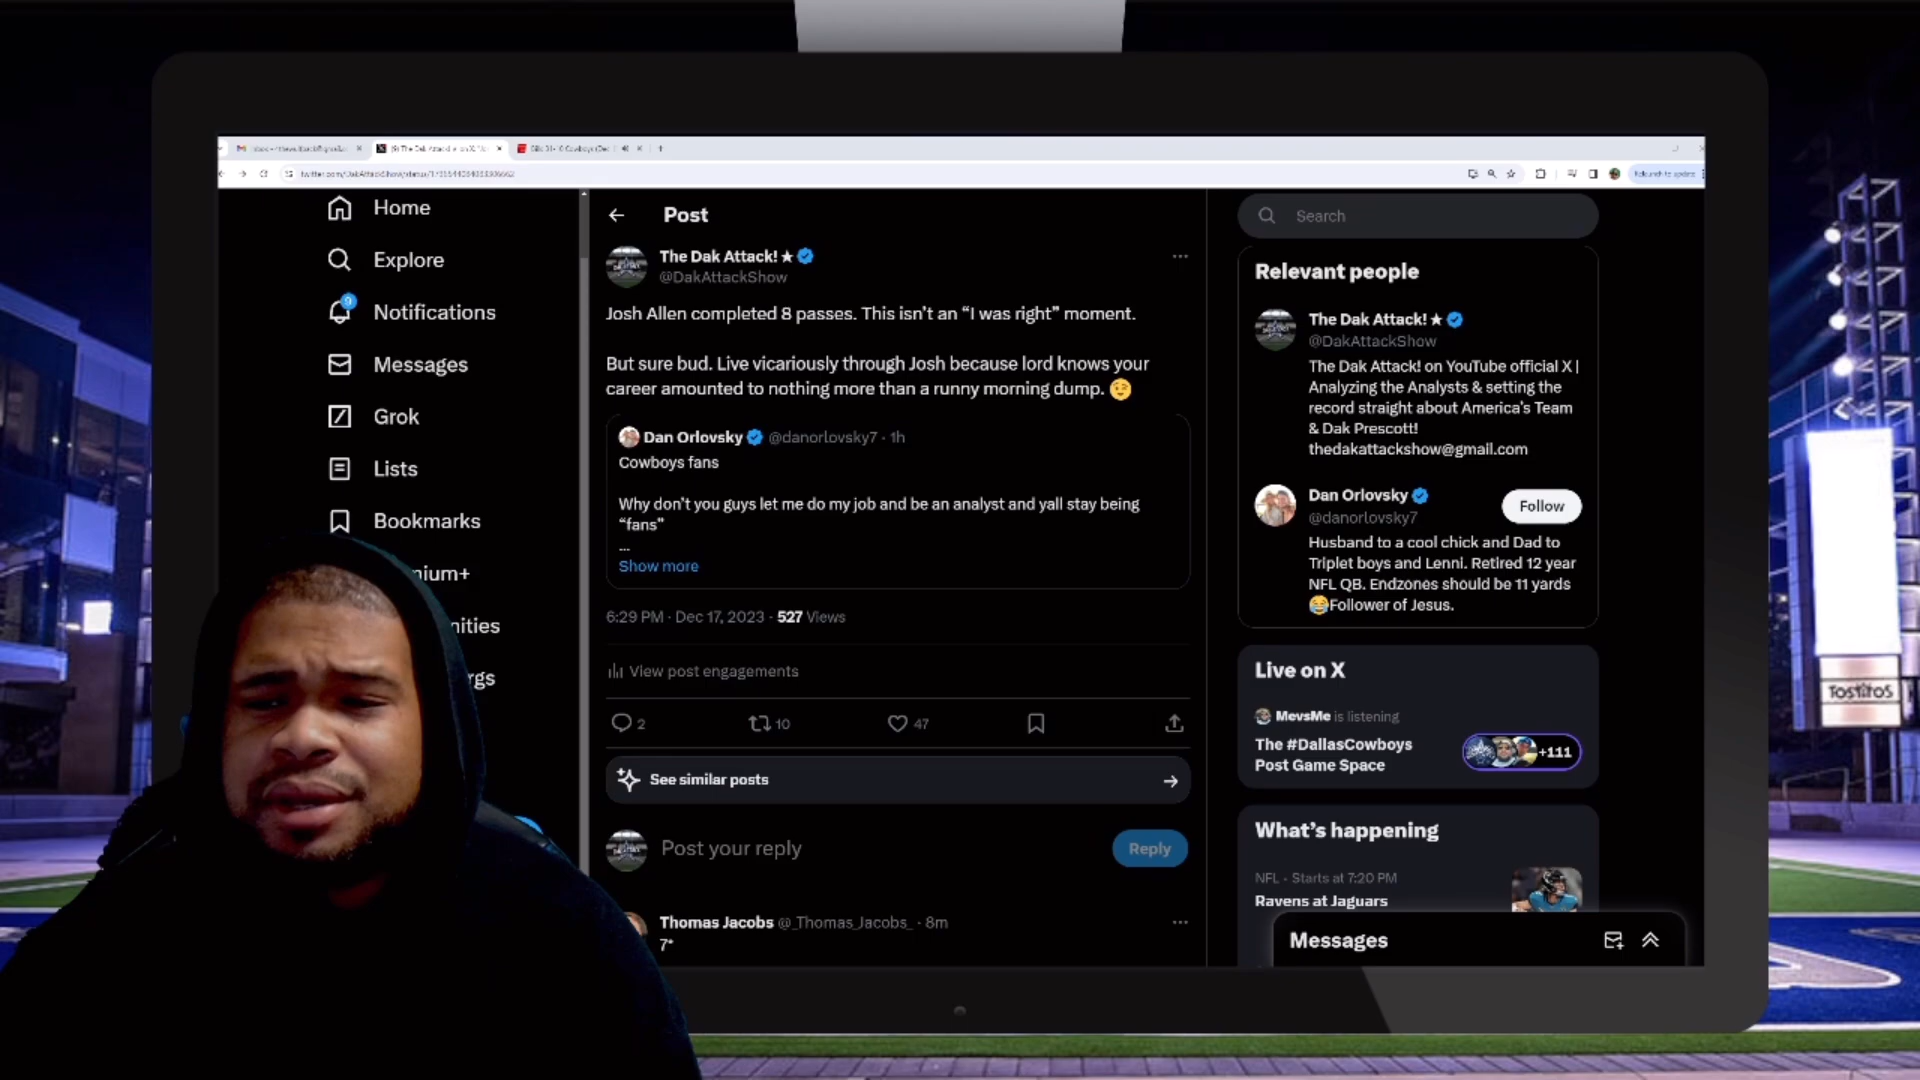 Home
Explore
9
Notifications
Messages
Grok
Lists
Bookmarks
nium+
nities
rgs
Post
The Dak Attack! ★
@DakAttackShow
Josh Allen completed 8 passes. This isn't an “I was right” moment.
But sure bud. Live vicariously through Josh because lord knows your
career amounted to nothing more than a runny morning dump. 🤨
Dan Orlovsky @danorlovsky7 · 1h
Cowboys fans
Why don't you guys let me do my job and be an analyst and yall stay being
“fans”
...
Show more
6:29 PM · Dec 17, 2023 · 527 Views
View post engagements
2 10 47
See similar posts
Post your reply
Reply
Thomas Jacobs @_Thomas_Jacobs_ · 8m
7*
Search
Relevant people
The Dak Attack! ★
@DakAttackShow
The Dak Attack! on YouTube official X |
Analyzing the Analysts & setting the
record straight about America's Team
& Dak Prescott!
thedakattackshow@gmail.com
Dan Orlovsky
@danorlovsky7
Follow
Husband to a cool chick and Dad to
Triplet boys and Lenni. Retired 12 year
NFL QB. Endzones should be 11 yards
😂Follower of Jesus.
Live on X
MevsMe is listening
The #DallasCowboys
Post Game Space
+111
What's happening
NFL · Starts at 7:20 PM
Ravens at Jaguars
Messages
Tostitos